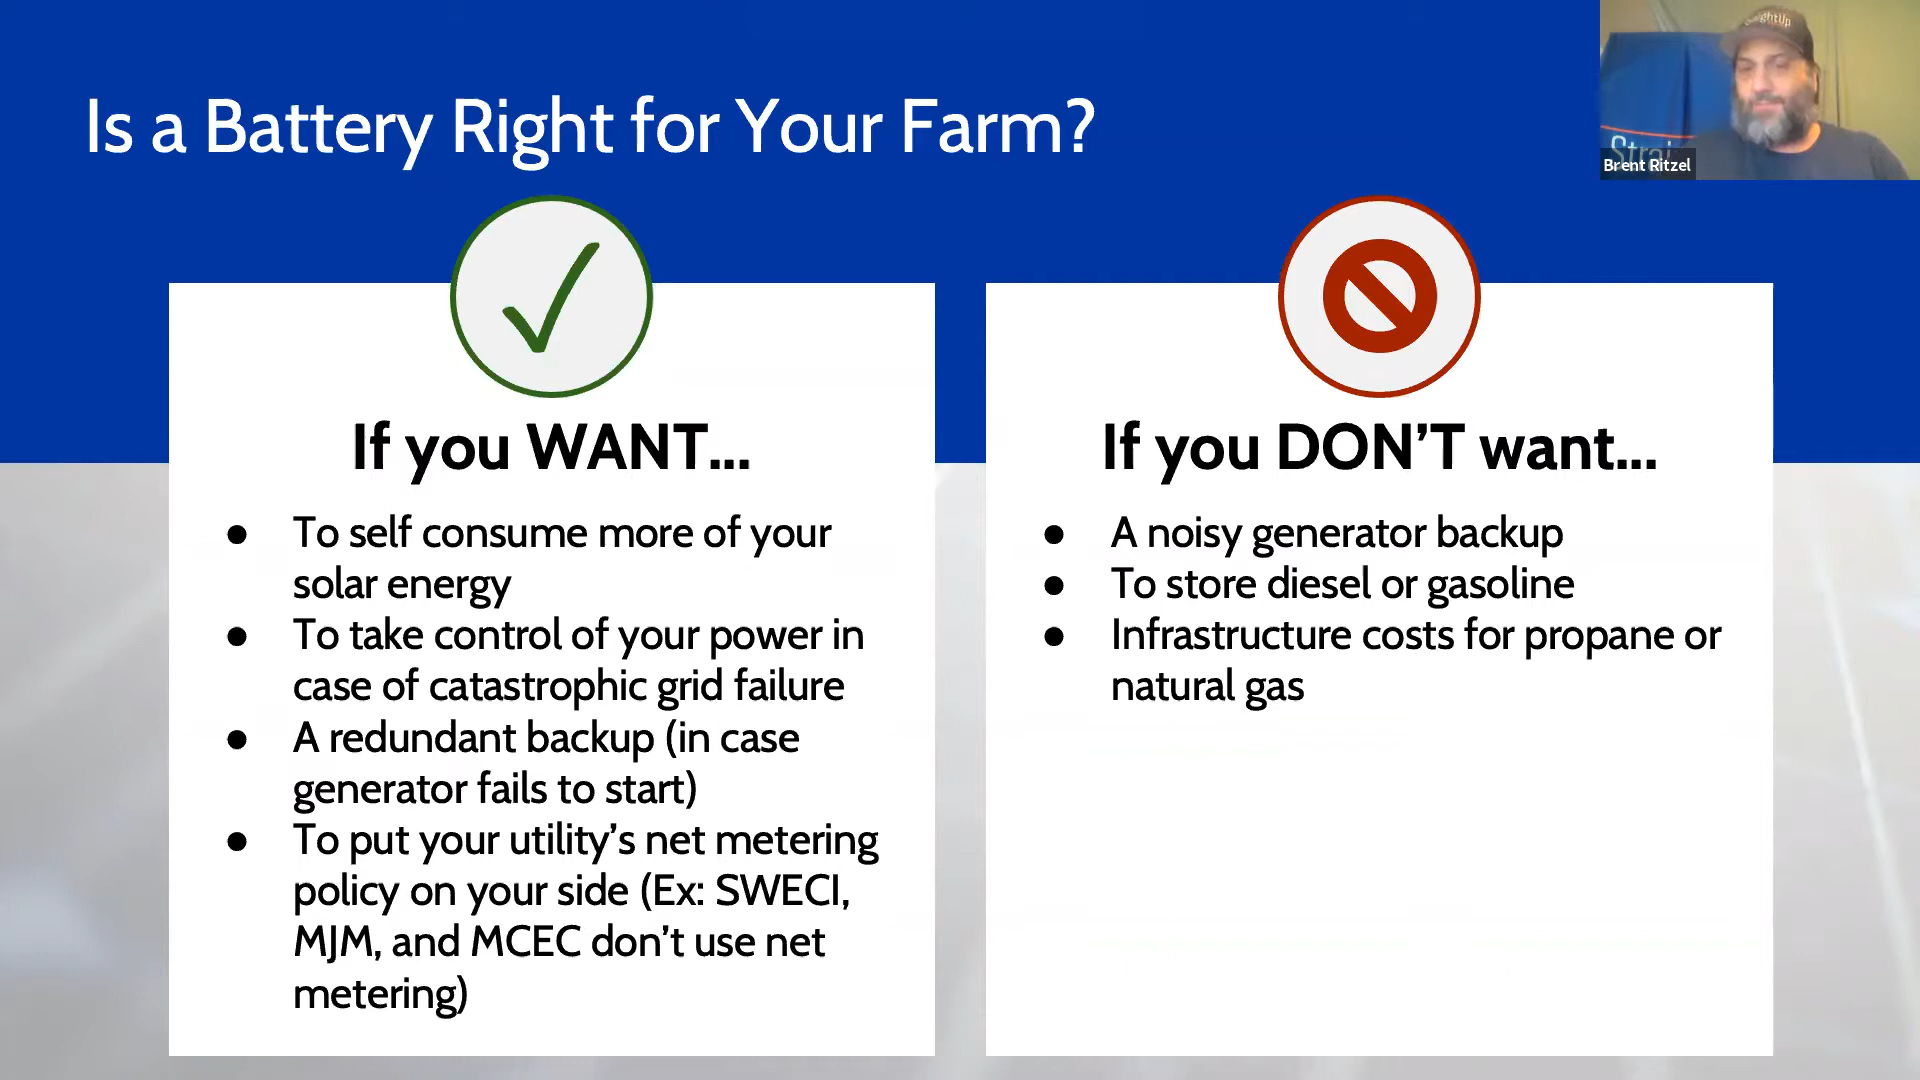 Is a Battery Right for Your Farm?
Brent Ritzel
If you WANT...
● To self consume more of your
solar energy
● To take control of your power in
case of catastrophic grid failure
● A redundant backup (in case
generator fails to start)
● To put your utility’s net metering
policy on your side (Ex: SWECI,
MJM, and MCEC don’t use net
metering)
If you DON’T want...
● A noisy generator backup
● To store diesel or gasoline
● Infrastructure costs for propane or
natural gas